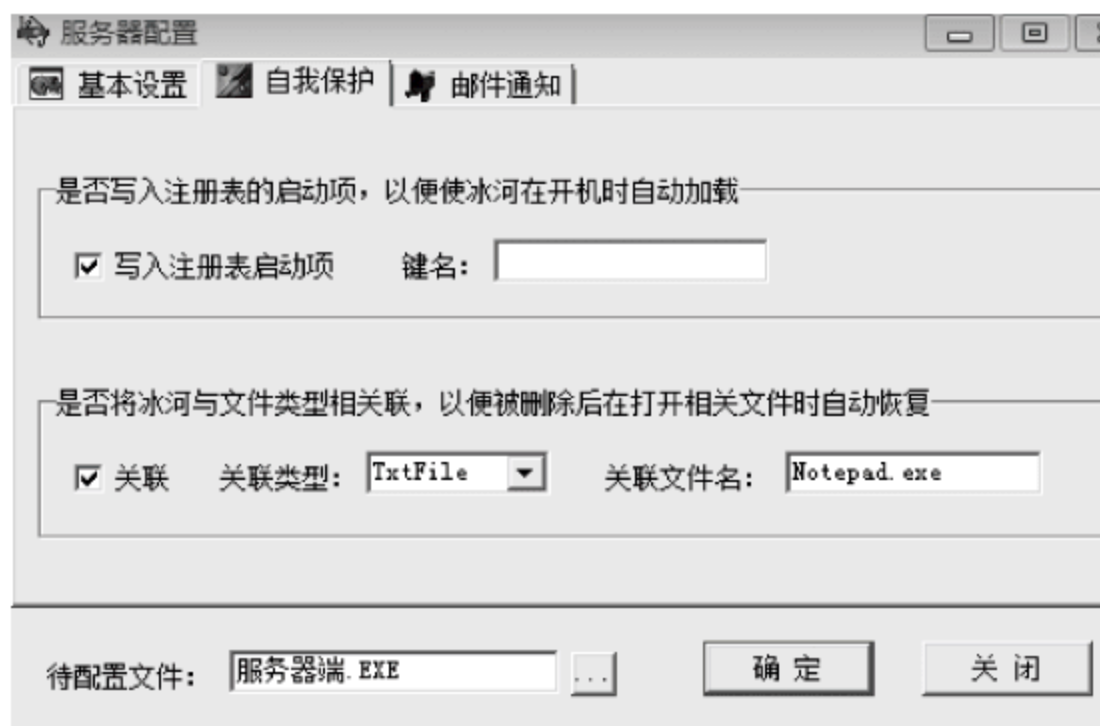 服务器配置
基本设置 自我保护 邮件通知
是否写入注册表的启动项，以便使冰河在开机时自动加载
写入注册表启动项 键名：
是否将冰河与文件类型相关联，以便被删除后在打开相关文件时自动恢复
关联 关联类型： TxtFile 关联文件名： Notepad.exe
待配置文件： 服务器端.EXE ... 确定 关闭